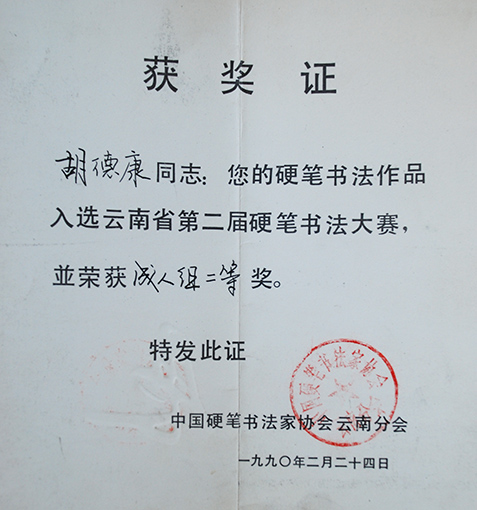 获奖证
胡德康同志：您的硬笔书法作品
入选云南省第二届硬笔书法大赛，
並荣获成人组二等奖。
特发此证
中国硬笔书法家协会云南分会
一九九〇年二月二十四日